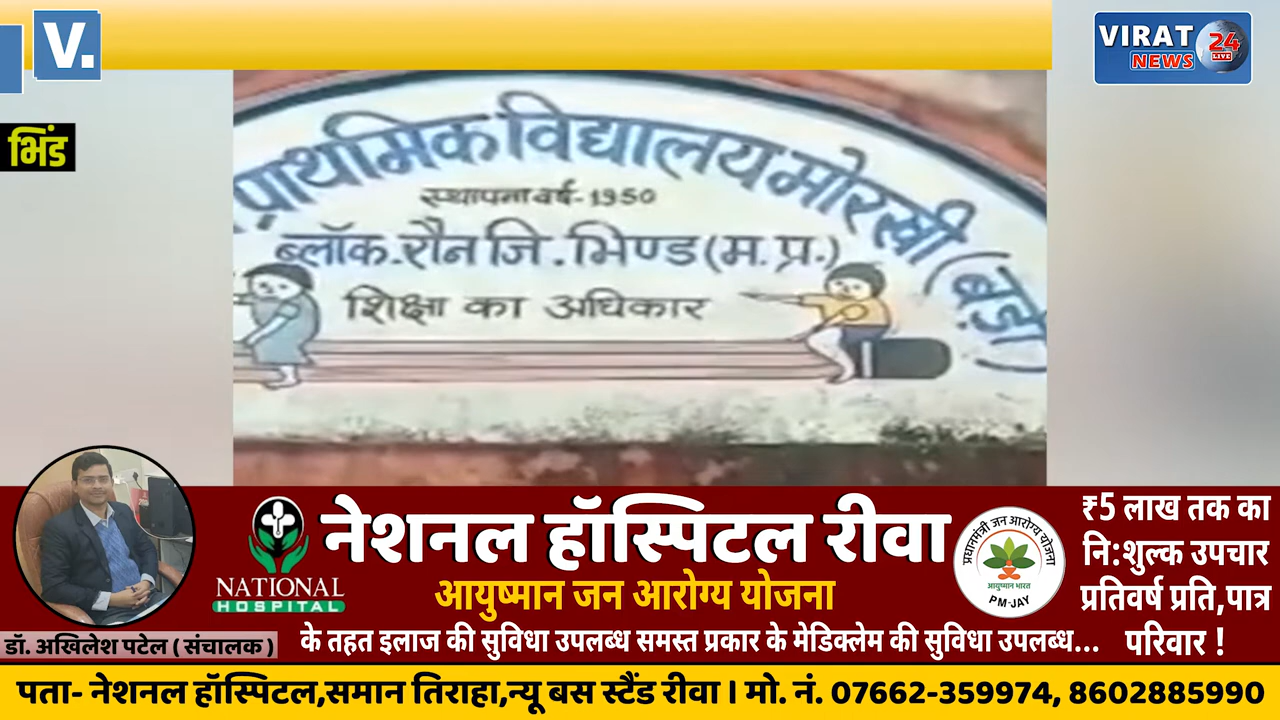 V.
VIRAT
24
NEWS
LIVE
भिंड
प्राथमिक विद्यालय मोरखी (बड़ा)
स्थापना वर्ष-1950
ब्लॉक-रौन जि.भिण्ड(म.प्र.)
शिक्षा का अधिकार
नेशनल हॉस्पिटल रीवा
NATIONAL
HOSPITAL
आयुष्मान जन आरोग्य योजना
के तहत इलाज की सुविधा उपलब्ध समस्त प्रकार के मेडिक्लेम की सुविधा उपलब्ध...
प्रधानमंत्री जन आरोग्य योजना
आयुष्मान भारत
PM-JAY
₹5 लाख तक का
नि:शुल्क उपचार
प्रतिवर्ष प्रति,पात्र
परिवार !
डॉ. अखिलेश पटेल ( संचालक )
पता- नेशनल हॉस्पिटल,समान तिराहा,न्यू बस स्टैंड रीवा । मो. नं. 07662-359974, 8602885990